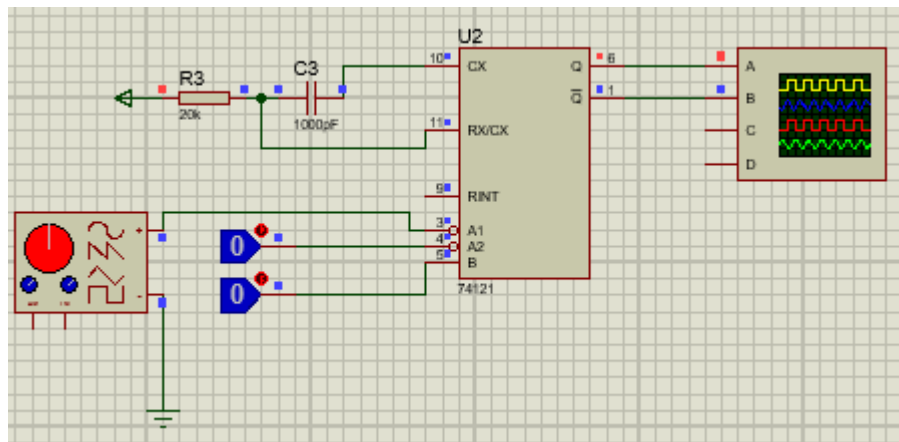 U2
R3
20k
C3
1000pF
10
CX
11
RX/CX
9
RINT
3
A1
4
A2
5
B
Q
6
Q
1
74121
A
B
C
D
+
-
0
0